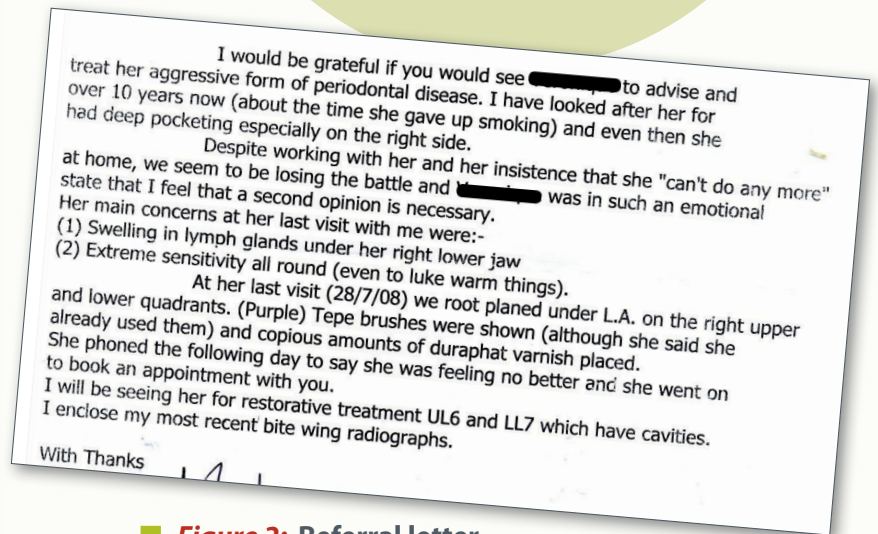 I would be grateful if you would see to advise and
treat her aggressive form of periodontal disease. I have looked after her for
over 10 years now (about the time she gave up smoking) and even then she
had deep pocketing especially on the right side.
Despite working with her and her insistence that she "can't do any more"
at home, we seem to be losing the battle and was in such an emotional
state that I feel that a second opinion is necessary.
Her main concerns at her last visit with me were:-
(1) Swelling in lymph glands under her right lower jaw
(2) Extreme sensitivity all round (even to luke warm things).
At her last visit (28/7/08) we root planed under L.A. on the right upper
and lower quadrants. (Purple) Tepe brushes were shown (although she said she
already used them) and copious amounts of duraphat varnish placed.
She phoned the following day to say she was feeling no better and she went on
to book an appointment with you.
I will be seeing her for restorative treatment UL6 and LL7 which have cavities.
I enclose my most recent bite wing radiographs.
With Thanks
Figure 2: Referral letter